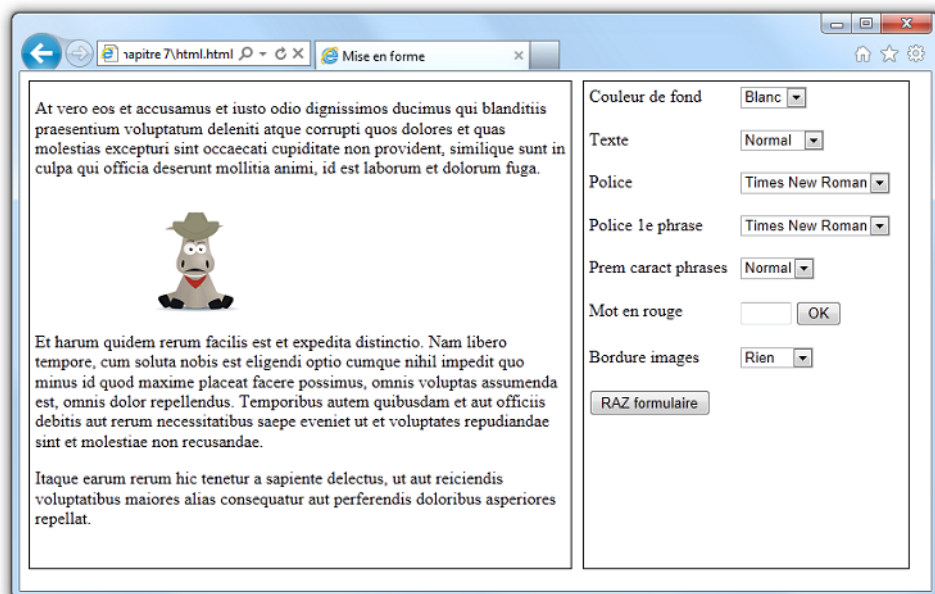 ıapitre 7\html.html
Mise en forme
At vero eos et accusamus et iusto odio dignissimos ducimus qui blanditiis
praesentium voluptatum deleniti atque corrupti quos dolores et quas
molestias excepturi sint occaecati cupiditate non provident, similique sunt in
culpa qui officia deserunt mollitia animi, id est laborum et dolorum fuga.
Et harum quidem rerum facilis est et expedita distinctio. Nam libero
tempore, cum soluta nobis est eligendi optio cumque nihil impedit quo
minus id quod maxime placeat facere possimus, omnis voluptas assumenda
est, omnis dolor repellendus. Temporibus autem quibusdam et aut officiis
debitis aut rerum necessitatibus saepe eveniet ut et voluptates repudiandae
sint et molestiae non recusandae.
Itaque earum rerum hic tenetur a sapiente delectus, ut aut reiciendis
voluptatibus maiores alias consequatur aut perferendis doloribus asperiores
repellat.
Couleur de fond Blanc
Texte Normal
Police Times New Roman
Police 1e phrase Times New Roman
Prem caract phrases Normal
Mot en rouge OK
Bordure images Rien
RAZ formulaire